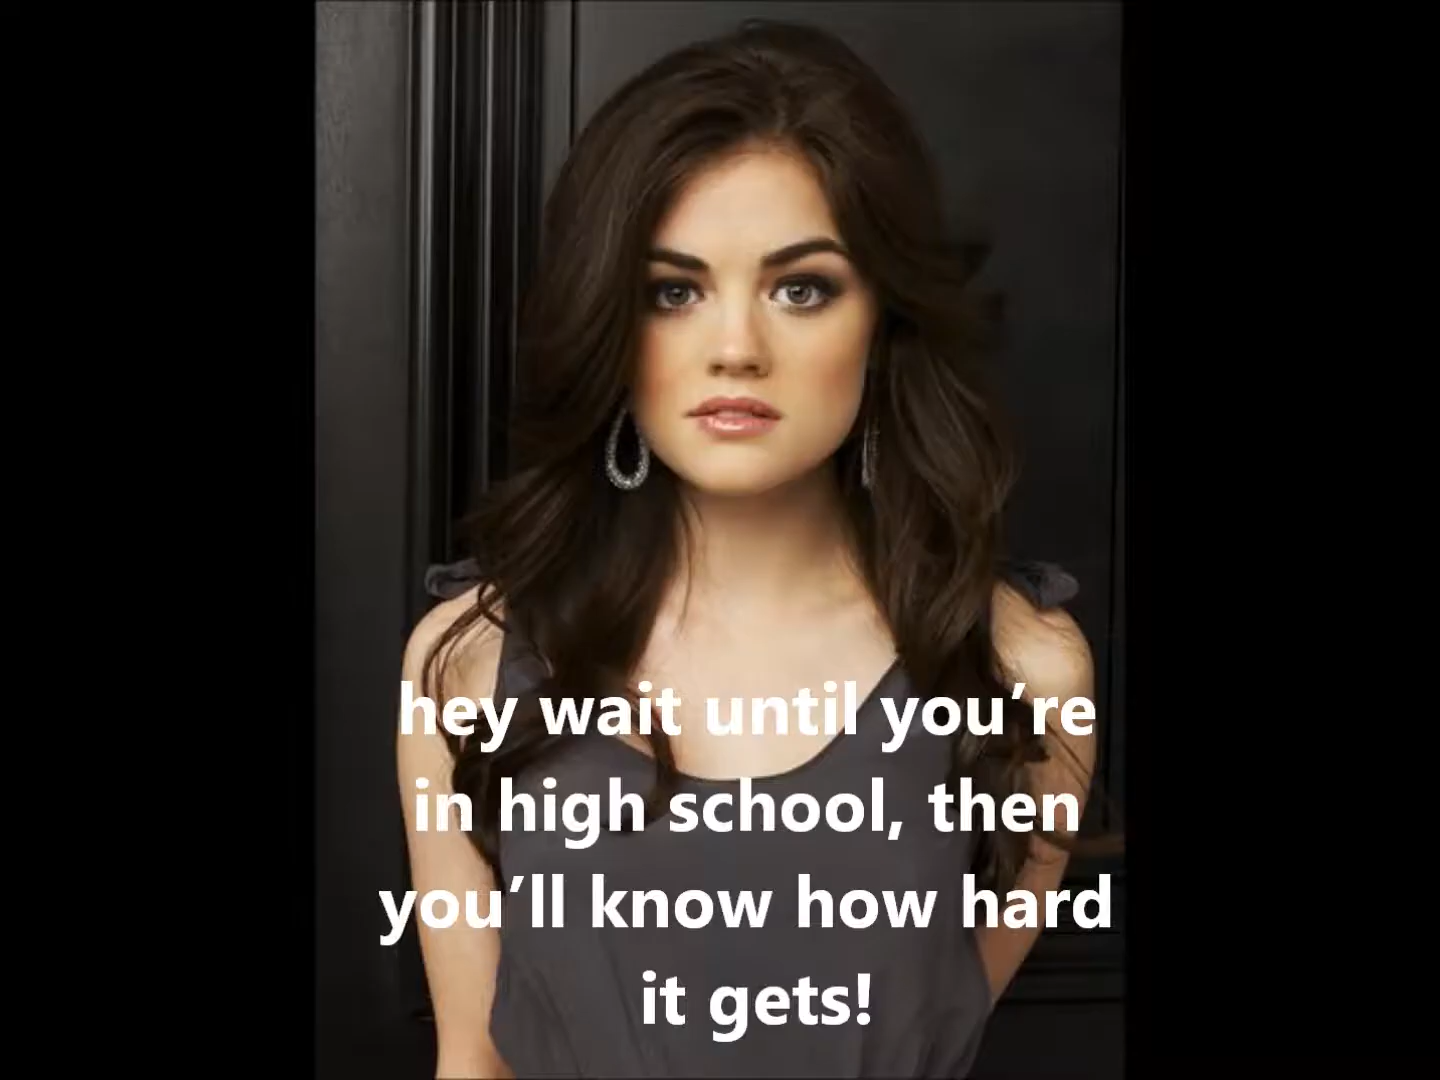 hey wait until you’re
in high school, then
you’ll know how hard
it gets!